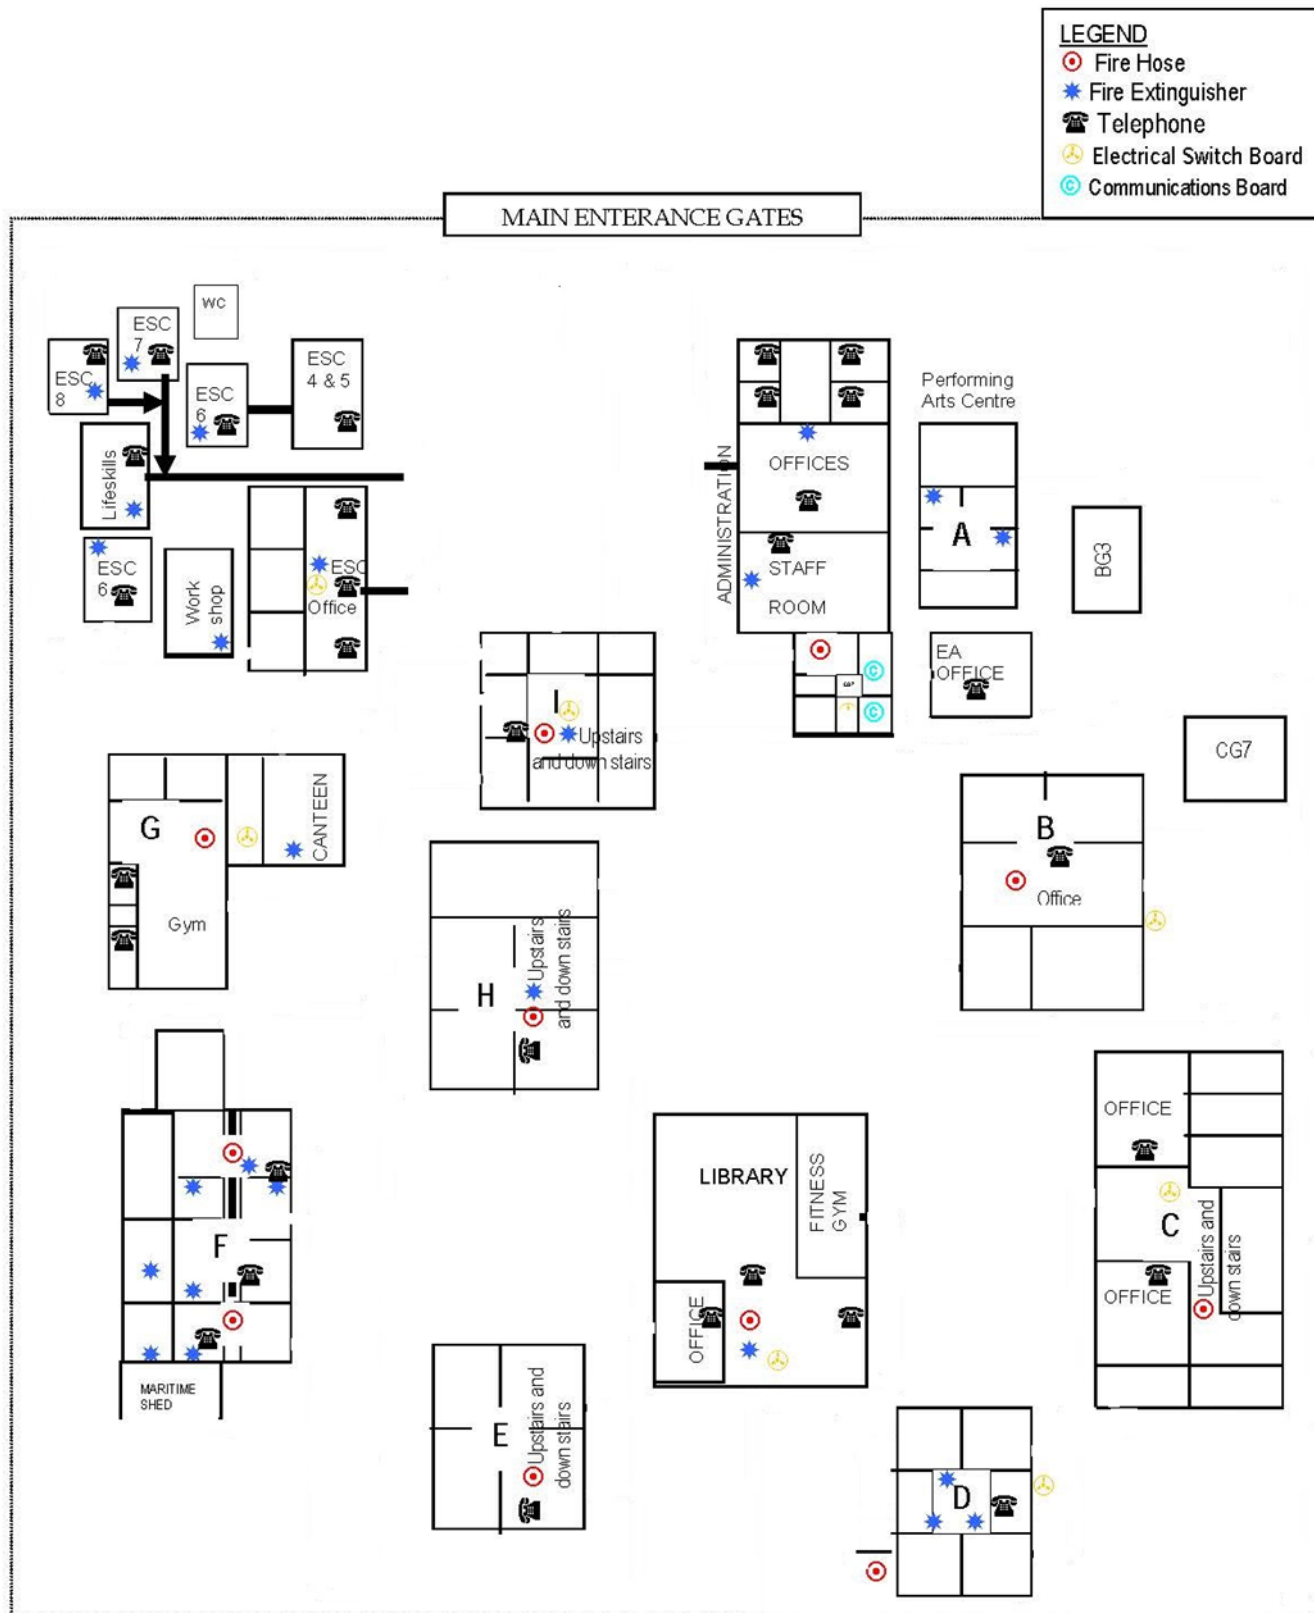 LEGEND
Fire Hose
Fire Extinguisher
Telephone
Electrical Switch Board
© Communications Board
MAIN ENTERANCE GATES
WC
ESC
7
ESC
8
ESC
6
ESC
4 & 5
Lifeskills
ESC
6
Work
shop
ESC
Office
ADMINISTRATION
OFFICES
STAFF
ROOM
©
©
Performing
Arts Centre
A
BG3
EA
OFFICE
CG7
I
Upstairs
and down stairs
G
CANTEEN
Gym
B
Office
H
Upstairs
and down stairs
OFFICE
C
Upstairs and
down stairs
OFFICE
LIBRARY
FITNESS
GYM
OFFICE
F
MARITIME
SHED
E
Upstairs and
down stairs
D